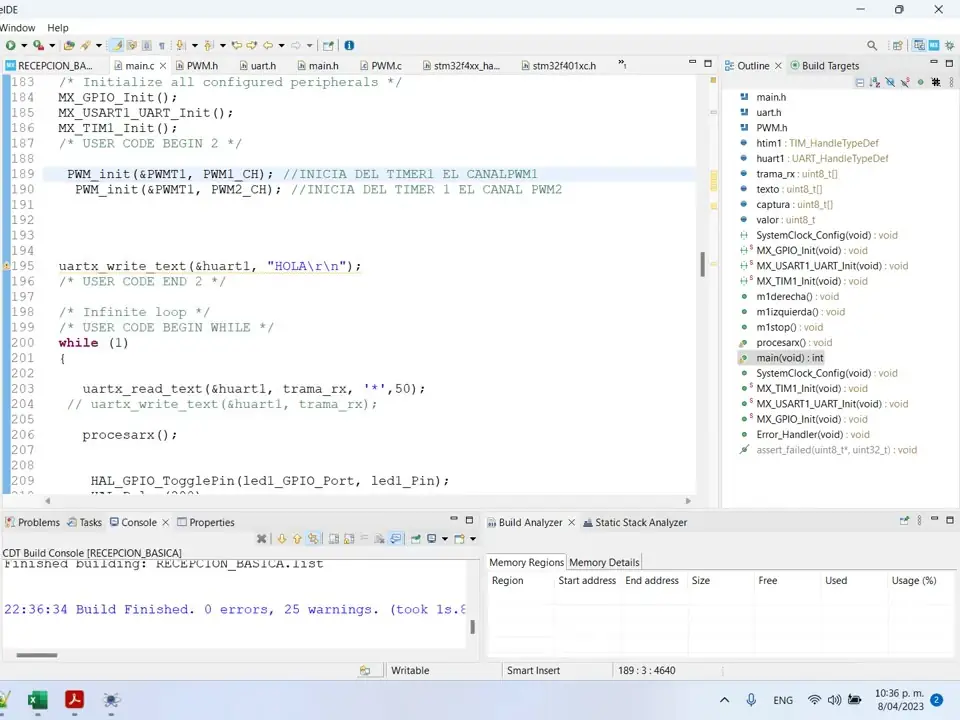 eIDE
Window Help
RECEPCION_BA... main.c PWM.h uart.h main.h PWM.c stm32f4xx_ha... stm32f401xc.h »1
183 /* Initialize all configured peripherals */
184 MX_GPIO_Init();
185 MX_USART1_UART_Init();
186 MX_TIM1_Init();
187 /* USER CODE BEGIN 2 */
188
189 PWM_init(&PWMT1, PWM1_CH); //INICIA DEL TIMER1 EL CANALPWM1
190 PWM_init(&PWMT1, PWM2_CH); //INICIA DEL TIMER 1 EL CANAL PWM2
191
192
193
194
195 uartx_write_text(&huart1, "HOLA\r\n");
196 /* USER CODE END 2 */
197
198 /* Infinite loop */
199 /* USER CODE BEGIN WHILE */
200 while (1)
201 {
202
203 uartx_read_text(&huart1, trama_rx, '*',50);
204 // uartx_write_text(&huart1, trama_rx);
205
206 procesarx();
207
208
209 HAL_GPIO_TogglePin(led1_GPIO_Port, led1_Pin);
Outline Build Targets
main.h
uart.h
PWM.h
htim1 : TIM_HandleTypeDef
huart1 : UART_HandleTypeDef
trama_rx : uint8_t[]
texto : uint8_t[]
captura : uint8_t[]
valor : uint8_t
SystemClock_Config(void) : void
MX_GPIO_Init(void) : void
MX_USART1_UART_Init(void) : void
MX_TIM1_Init(void) : void
m1derecha() : void
m1izquierda() : void
m1stop() : void
procesarx() : void
main(void) : int
SystemClock_Config(void) : void
MX_TIM1_Init(void) : void
MX_USART1_UART_Init(void) : void
MX_GPIO_Init(void) : void
Error_Handler(void) : void
assert_failed(uint8_t*, uint32_t) : void
Problems Tasks Console Properties
CDT Build Console [RECEPCION_BASICA]
Finished building: RECEPCION_BASICA.list
22:36:34 Build Finished. 0 errors, 25 warnings. (took 1s.
Build Analyzer Static Stack Analyzer
Memory Regions Memory Details
Region Start address End address Size Free Used Usage (%)
Writable Smart Insert 189 : 3 : 4640
ENG 10:36 p. m.
8/04/2023 2